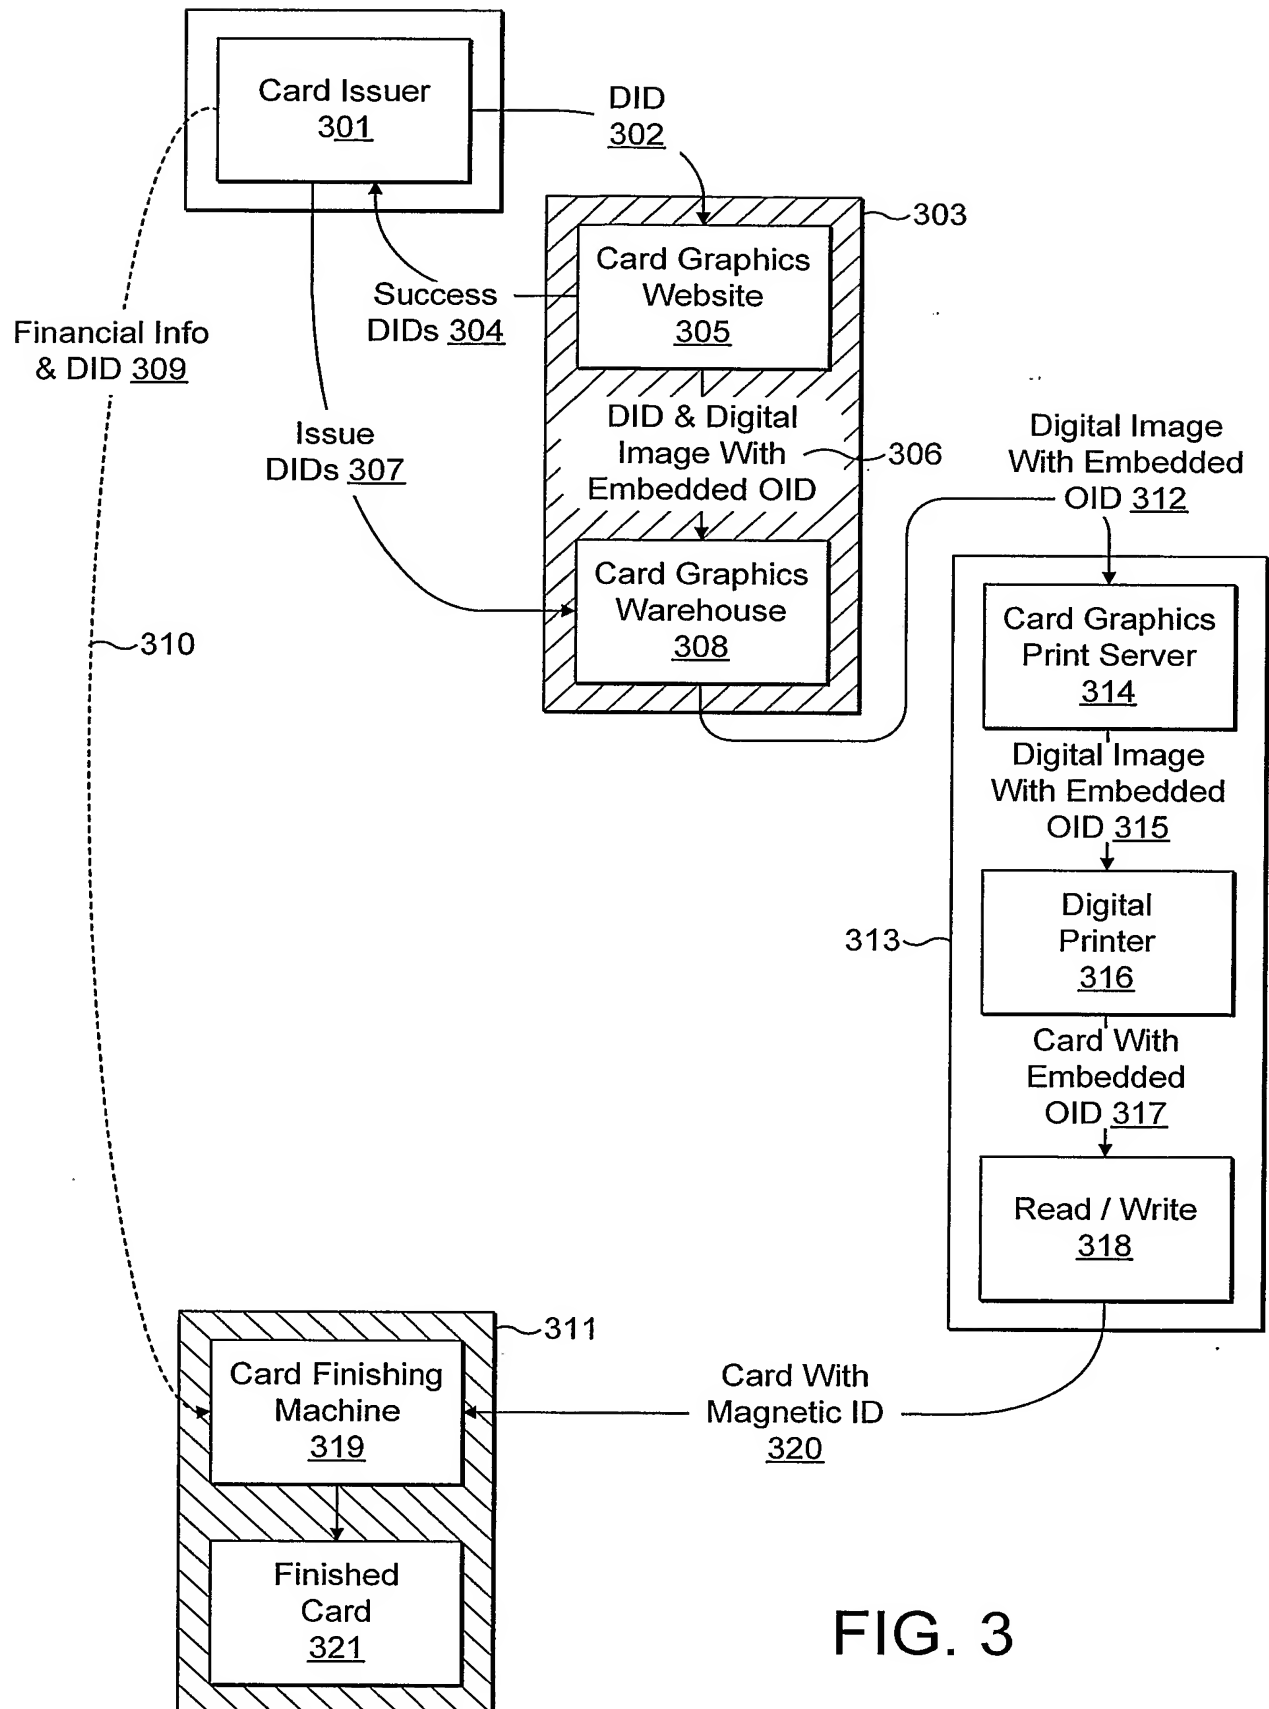 Card Issuer
301
DID
302
303
Card Graphics
Website
305
Success
DIDs 304
Financial Info
& DID 309
DID & Digital
Image With
Embedded OID
306
Issue
DIDs 307
Digital Image
With Embedded
OID 312
Card Graphics
Warehouse
308
310
Card Graphics
Print Server
314
Digital Image
With Embedded
OID 315
313
Digital
Printer
316
Card With
Embedded
OID 317
Read / Write
318
311
Card Finishing
Machine
319
Card With
Magnetic ID
320
Finished
Card
321
FIG. 3